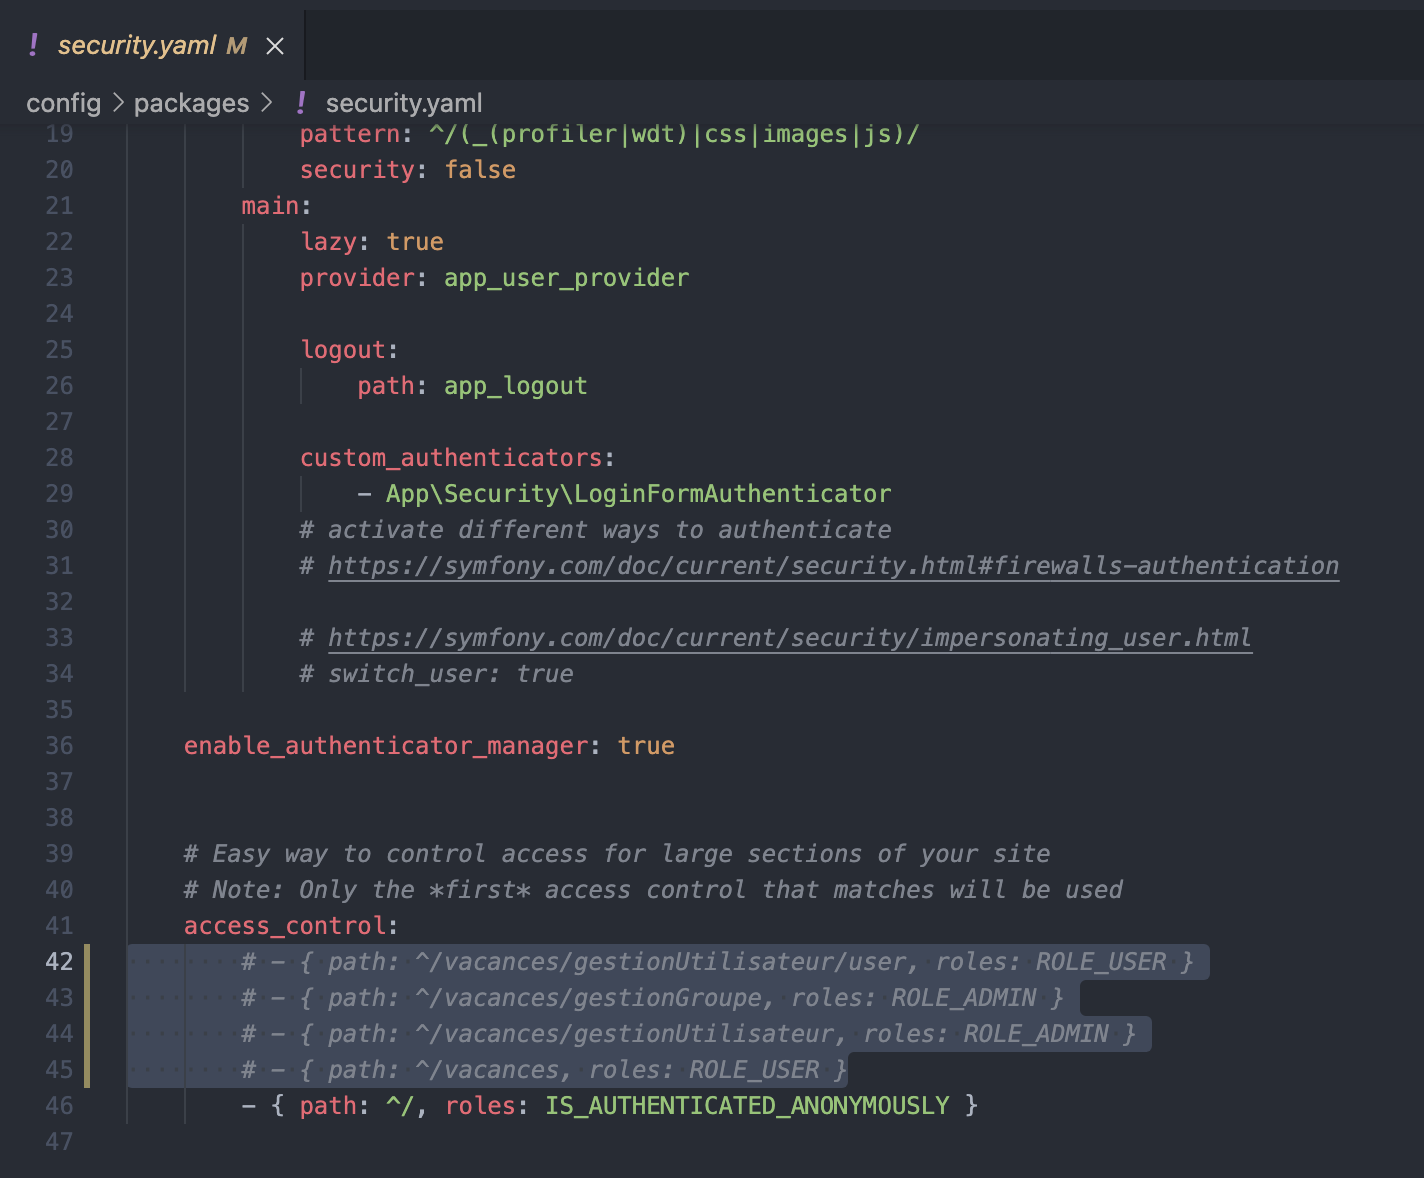 ! security.yaml M ×
config > packages > ! security.yaml
19 pattern: ^/(_(profiler|wdt)|css|images|js)/
20 security: false
21 main:
22 lazy: true
23 provider: app_user_provider
24
25 logout:
26 path: app_logout
27
28 custom_authenticators:
29 - App\Security\LoginFormAuthenticator
30 # activate different ways to authenticate
31 # https://symfony.com/doc/current/security.html#firewalls-authentication
32
33 # https://symfony.com/doc/current/security/impersonating_user.html
34 # switch_user: true
35
36 enable_authenticator_manager: true
37
38
39 # Easy way to control access for large sections of your site
40 # Note: Only the *first* access control that matches will be used
41 access_control:
42 # - { path: ^/vacances/gestionUtilisateur/user, roles: ROLE_USER }
43 # - { path: ^/vacances/gestionGroupe, roles: ROLE_ADMIN }
44 # - { path: ^/vacances/gestionUtilisateur, roles: ROLE_ADMIN }
45 # - { path: ^/vacances, roles: ROLE_USER }
46 - { path: ^/, roles: IS_AUTHENTICATED_ANONYMOUSLY }
47